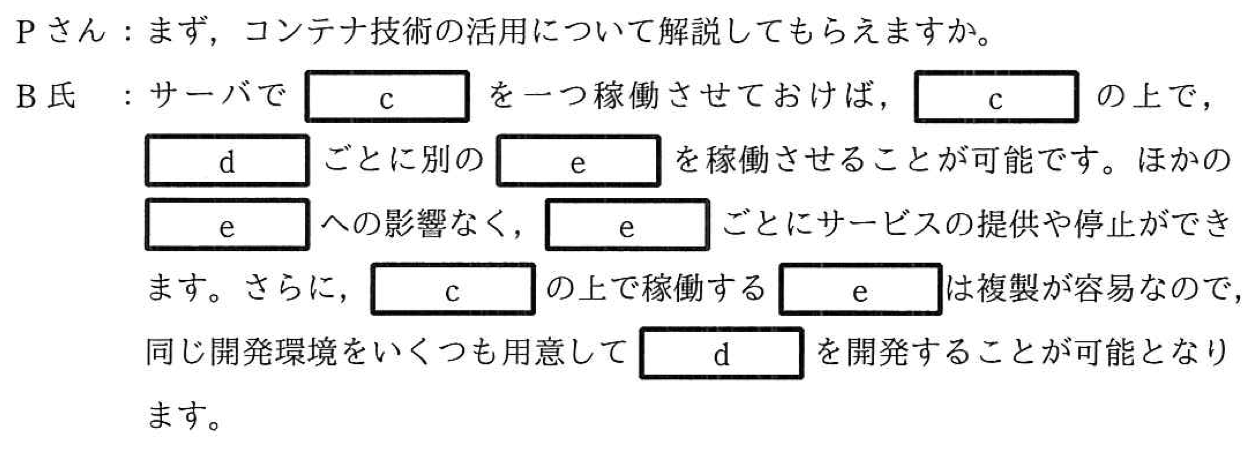 Pさん：まず，コンテナ技術の活用について解説してもらえますか。
B氏　：サーバで c を一つ稼働させておけば， c の上で，
d ごとに別の e を稼働させることが可能です。ほかの
e への影響なく， e ごとにサービスの提供や停止ができ
ます。さらに， c の上で稼働する e は複製が容易なので，
同じ開発環境をいくつも用意して d を開発することが可能となり
ます。